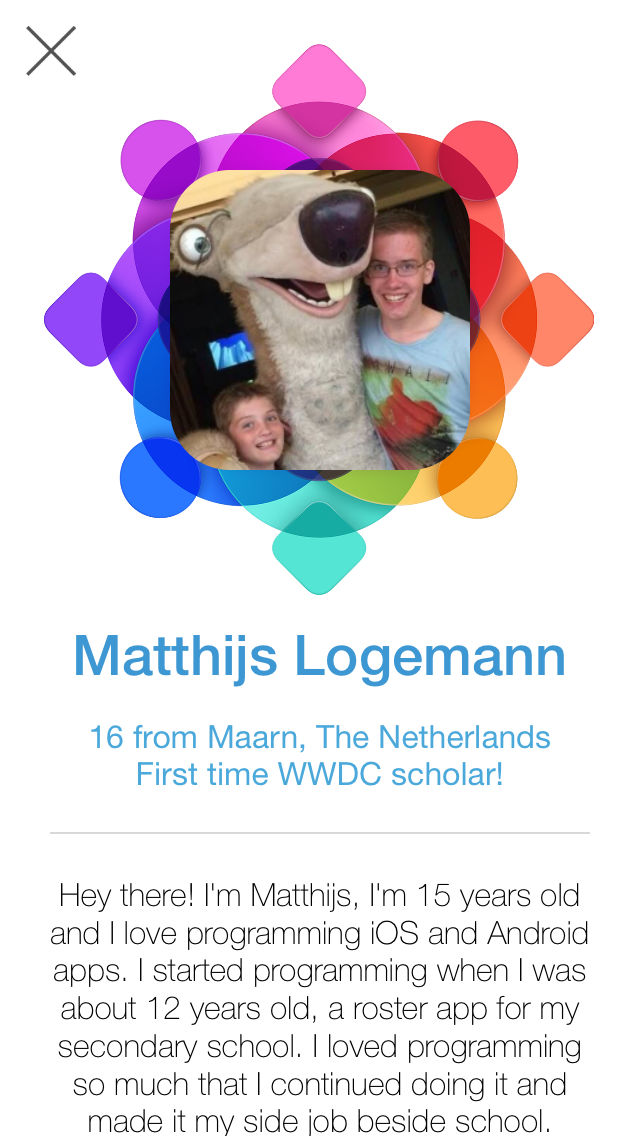 Matthijs Logemann
16 from Maarn, The Netherlands
First time WWDC scholar!
Hey there! I'm Matthijs, I'm 15 years old
and I love programming iOS and Android
apps. I started programming when I was
about 12 years old, a roster app for my
secondary school. I loved programming
so much that I continued doing it and
made it my side job beside school.